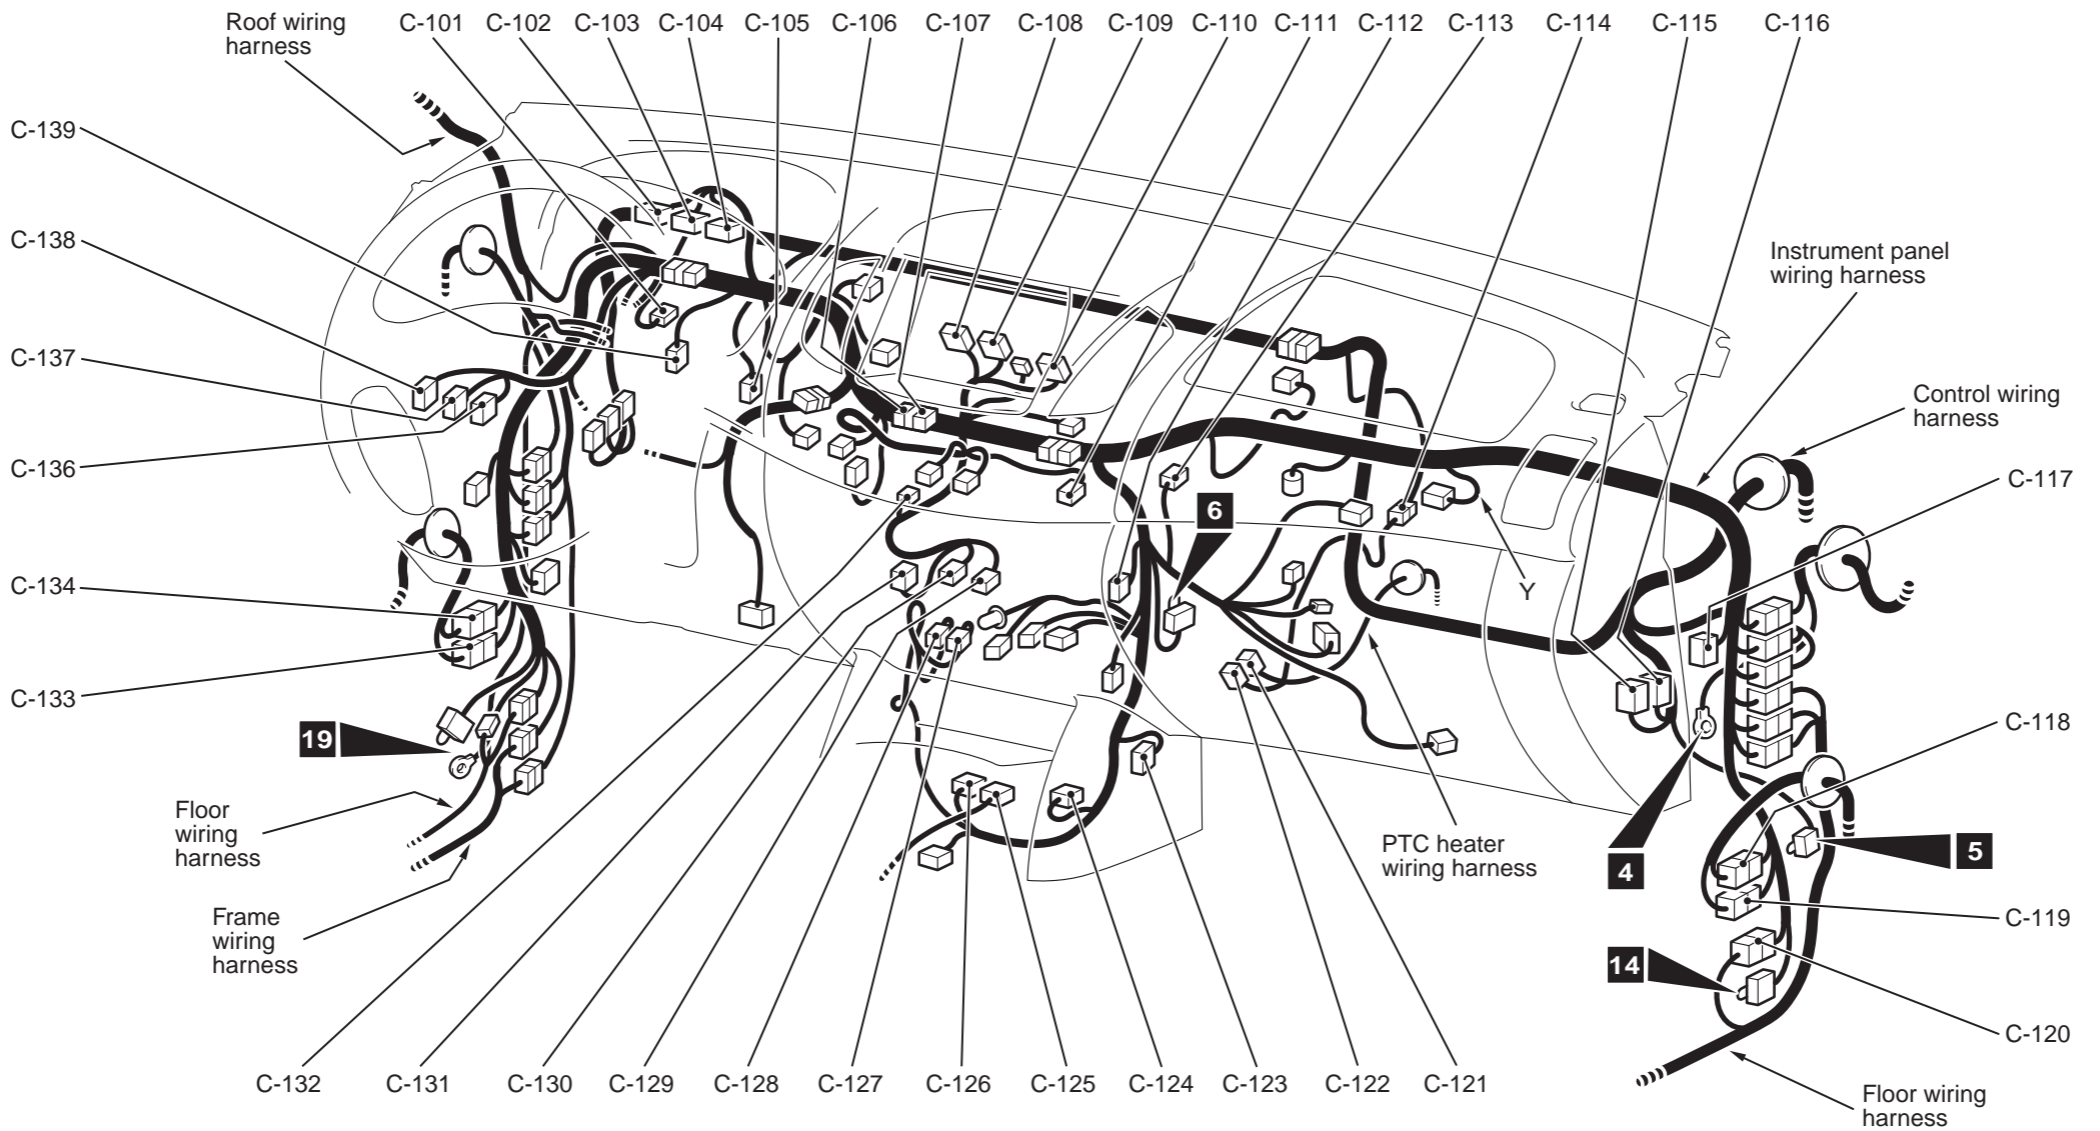 Roof wiring
harness
C-101
C-102
C-103
C-104
C-105
C-106
C-107
C-108
C-109
C-110
C-111
C-112
C-113
C-114
C-115
C-116
C-139
C-138
C-137
C-136
C-134
C-133
19
Floor
wiring
harness
Frame
wiring
harness
6
Y
Instrument panel
wiring harness
Control wiring
harness
C-117
C-118
4
5
PTC heater
wiring harness
C-119
14
C-120
C-132
C-131
C-130
C-129
C-128
C-127
C-126
C-125
C-124
C-123
C-122
C-121
Floor wiring
harness